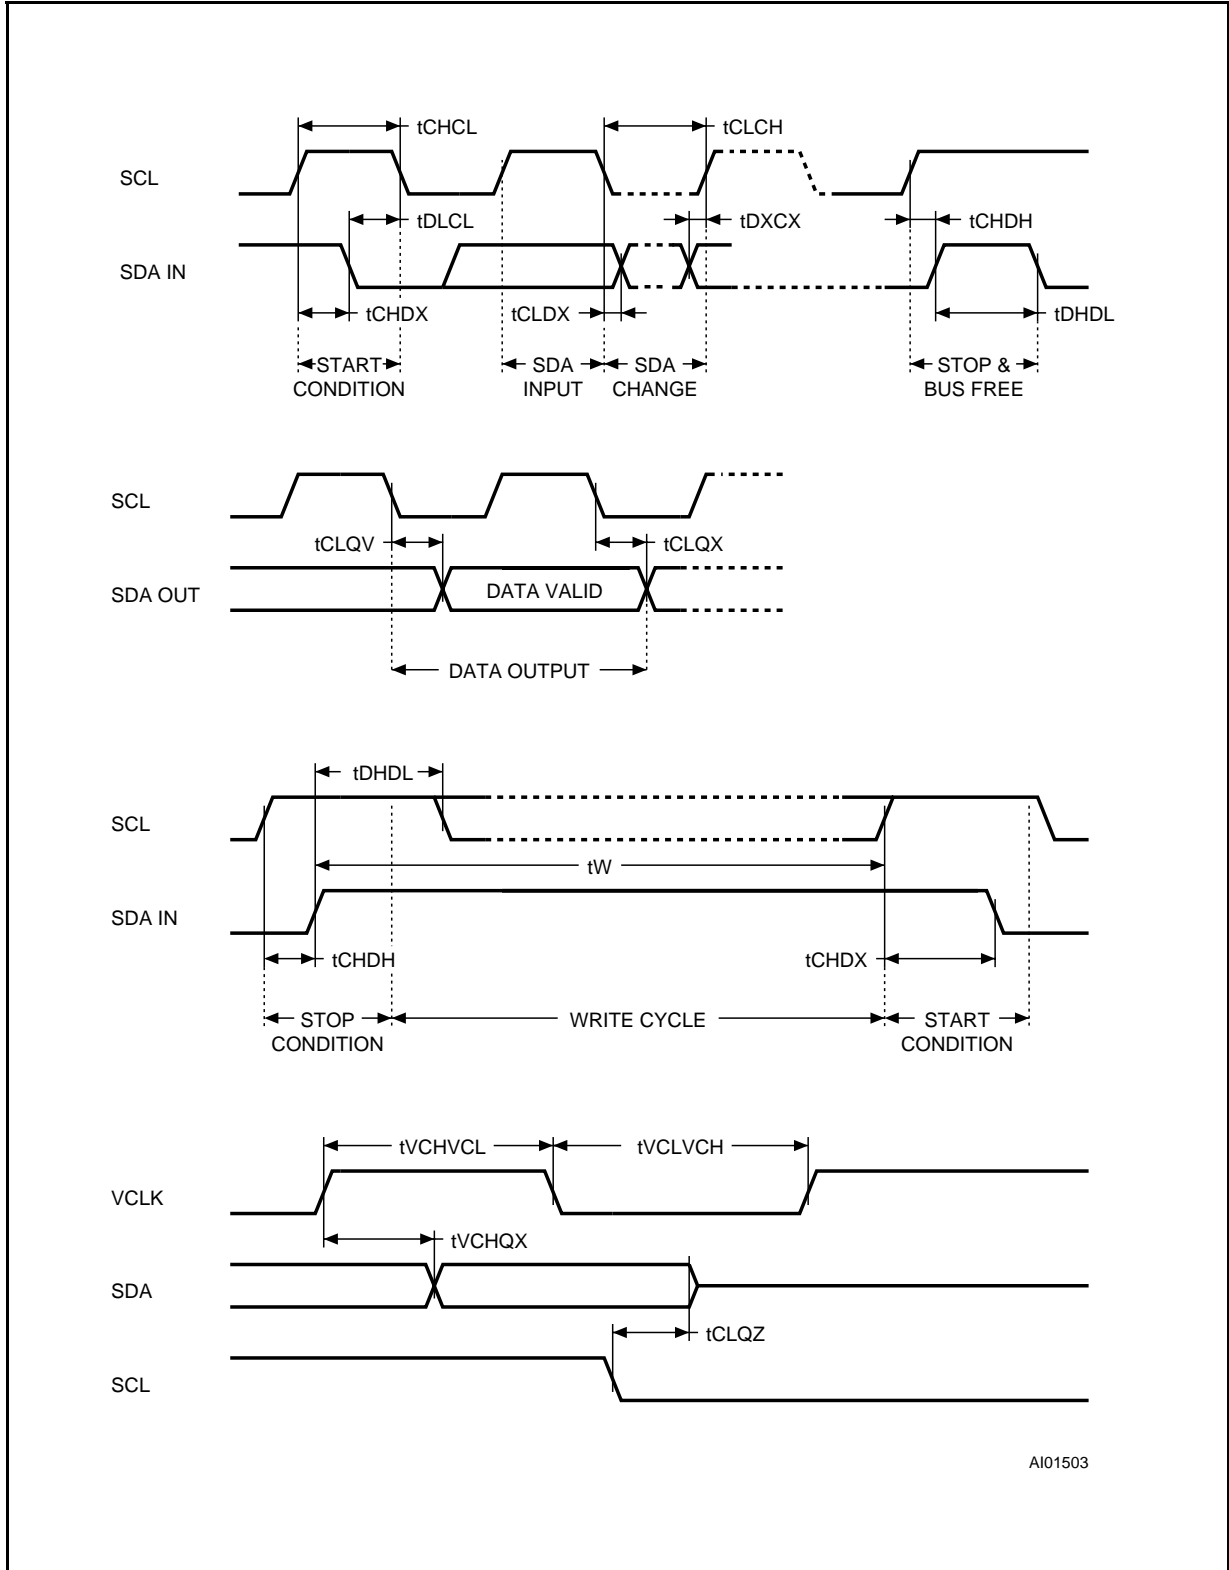 tCHCL
tCLCH
SCL
tDLCL
tDXCX
tCHDH
SDA IN
tCHDX
tCLDX
tDHDL
START
CONDITION
SDA
INPUT
SDA
CHANGE
STOP &
BUS FREE
SCL
tCLQV
tCLQX
SDA OUT
DATA VALID
DATA OUTPUT
tDHDL
SCL
tW
SDA IN
tCHDH
tCHDX
STOP
CONDITION
WRITE CYCLE
START
CONDITION
tVCHVCL
tVCLVCH
VCLK
tVCHQX
SDA
tCLQZ
SCL
AI01503